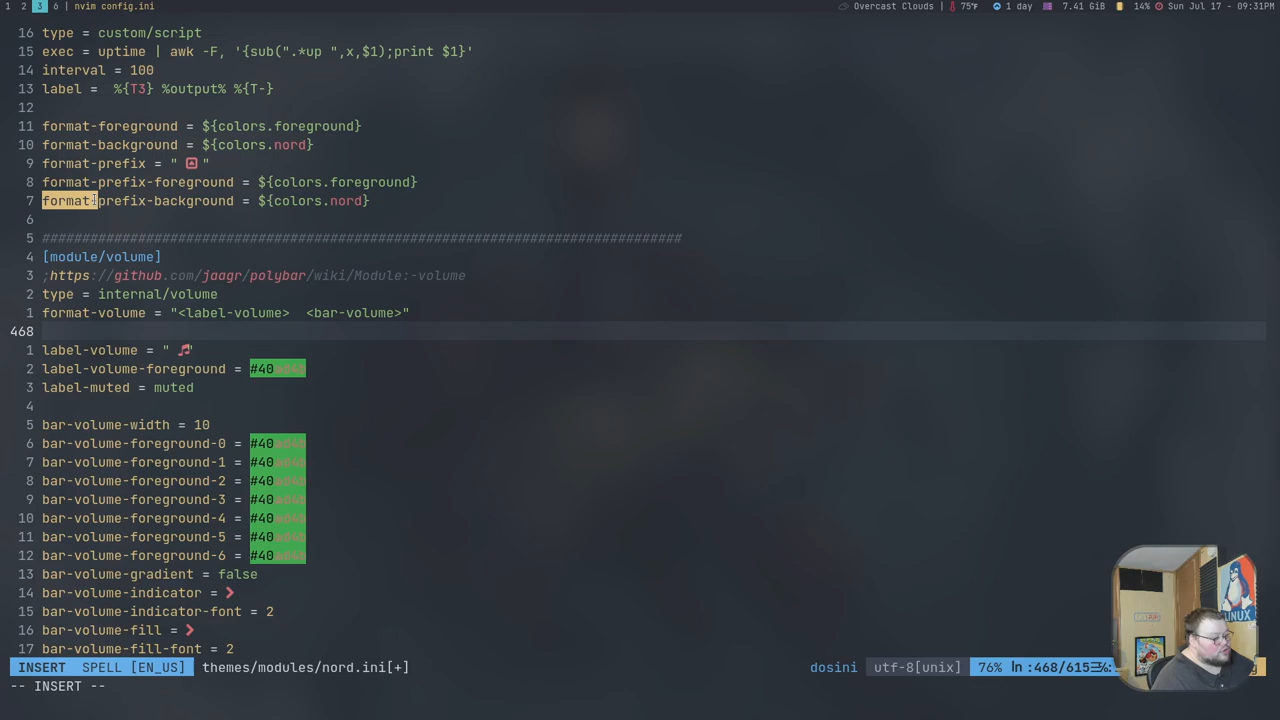 1 2 3 6 | nvim config.ini
Overcast Clouds | 75°F 1 day 7.41 GiB 14% Sun Jul 17 - 09:31PM
16 type = custom/script
15 exec = uptime | awk -F, '{sub(".*up ",x,$1);print $1}'
14 interval = 100
13 label =  %{T3} %output% %{T-}
12
11 format-foreground = ${colors.foreground}
10 format-background = ${colors.nord}
9 format-prefix = "  "
8 format-prefix-foreground = ${colors.foreground}
7 format-prefix-background = ${colors.nord}
6
5 ################################################################################
4 [module/volume]
3 ;https://github.com/jaagr/polybar/wiki/Module:-volume
2 type = internal/volume
1 format-volume = "<label-volume>  <bar-volume>"
468
1 label-volume = " 🎵"
2 label-volume-foreground = #40ad4b
3 label-muted = muted
4
5 bar-volume-width = 10
6 bar-volume-foreground-0 = #40ad4b
7 bar-volume-foreground-1 = #40ad4b
8 bar-volume-foreground-2 = #40ad4b
9 bar-volume-foreground-3 = #40ad4b
10 bar-volume-foreground-4 = #40ad4b
11 bar-volume-foreground-5 = #40ad4b
12 bar-volume-foreground-6 = #40ad4b
13 bar-volume-gradient = false
14 bar-volume-indicator = 
15 bar-volume-indicator-font = 2
16 bar-volume-fill = 
17 bar-volume-fill-font = 2
INSERT SPELL [EN_US] themes/modules/nord.ini[+] dosini utf-8[unix] 76% ln :468/615
-- INSERT --
LINUX